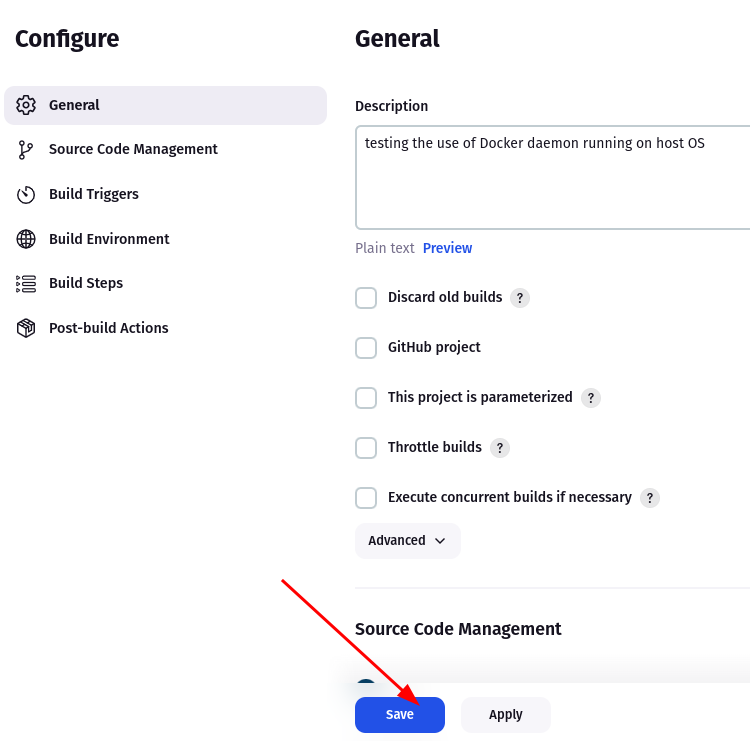 Configure
General
Source Code Management
Build Triggers
Build Environment
Build Steps
Post-build Actions
General
Description
testing the use of Docker daemon running on host OS
Plain text Preview
Discard old builds ?
GitHub project
This project is parameterized ?
Throttle builds ?
Execute concurrent builds if necessary ?
Advanced
Source Code Management
Save Apply